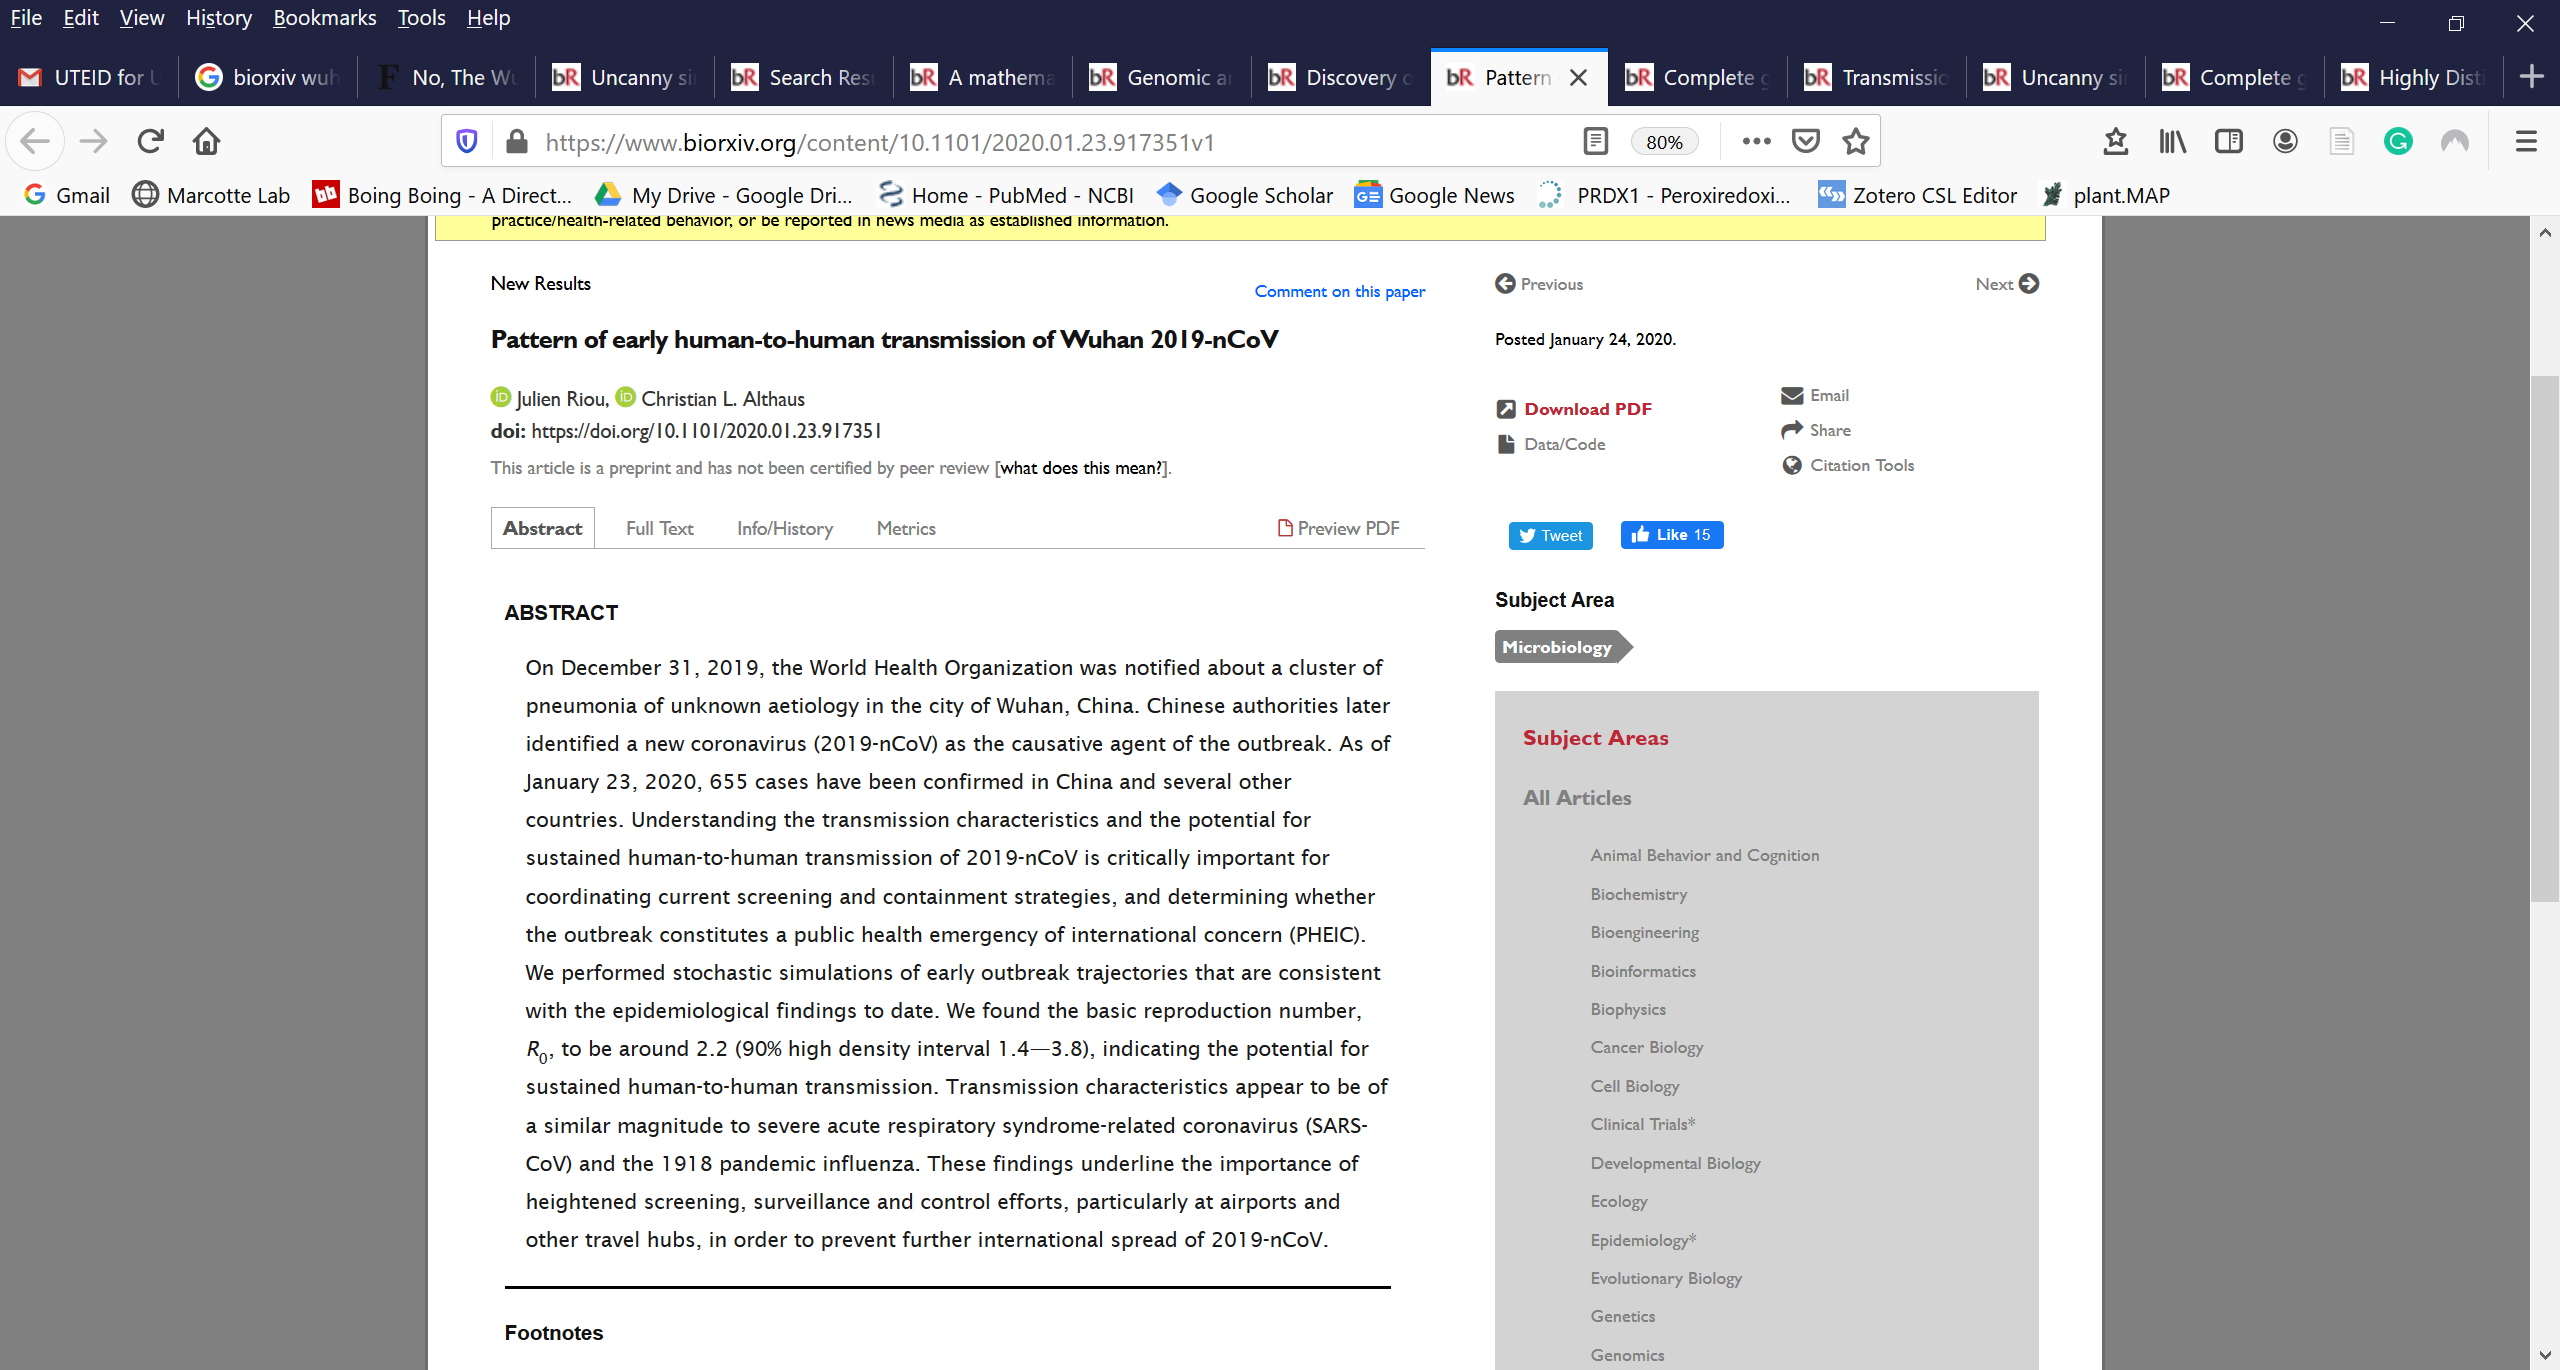 File Edit View History Bookmarks Tools Help
UTEID for U
biorxiv wuh
No, The Wu
Uncanny si
Search Resu
A mathema
Genomic an
Discovery o
Pattern
Complete g
Transmissio
Uncanny si
Complete g
Highly Disti
https://www.biorxiv.org/content/10.1101/2020.01.23.917351v1
80%
Gmail Marcotte Lab Boing Boing - A Direct... My Drive - Google Dri... Home - PubMed - NCBI Google Scholar Google News PRDX1 - Peroxiredoxi... Zotero CSL Editor plant.MAP
practice/health-related behavior, or be reported in news media as established information.
New Results
Comment on this paper
Pattern of early human-to-human transmission of Wuhan 2019-nCoV
Julien Riou, Christian L. Althaus
doi: https://doi.org/10.1101/2020.01.23.917351
This article is a preprint and has not been certified by peer review [what does this mean?].
Abstract Full Text Info/History Metrics Preview PDF
ABSTRACT
On December 31, 2019, the World Health Organization was notified about a cluster of
pneumonia of unknown aetiology in the city of Wuhan, China. Chinese authorities later
identified a new coronavirus (2019-nCoV) as the causative agent of the outbreak. As of
January 23, 2020, 655 cases have been confirmed in China and several other
countries. Understanding the transmission characteristics and the potential for
sustained human-to-human transmission of 2019-nCoV is critically important for
coordinating current screening and containment strategies, and determining whether
the outbreak constitutes a public health emergency of international concern (PHEIC).
We performed stochastic simulations of early outbreak trajectories that are consistent
with the epidemiological findings to date. We found the basic reproduction number,
R0, to be around 2.2 (90% high density interval 1.4—3.8), indicating the potential for
sustained human-to-human transmission. Transmission characteristics appear to be of
a similar magnitude to severe acute respiratory syndrome-related coronavirus (SARS-
CoV) and the 1918 pandemic influenza. These findings underline the importance of
heightened screening, surveillance and control efforts, particularly at airports and
other travel hubs, in order to prevent further international spread of 2019-nCoV.
Footnotes
Previous
Next
Posted January 24, 2020.
Download PDF
Data/Code
Email
Share
Citation Tools
Tweet
Like 15
Subject Area
Microbiology
Subject Areas
All Articles
Animal Behavior and Cognition
Biochemistry
Bioengineering
Bioinformatics
Biophysics
Cancer Biology
Cell Biology
Clinical Trials*
Developmental Biology
Ecology
Epidemiology*
Evolutionary Biology
Genetics
Genomics